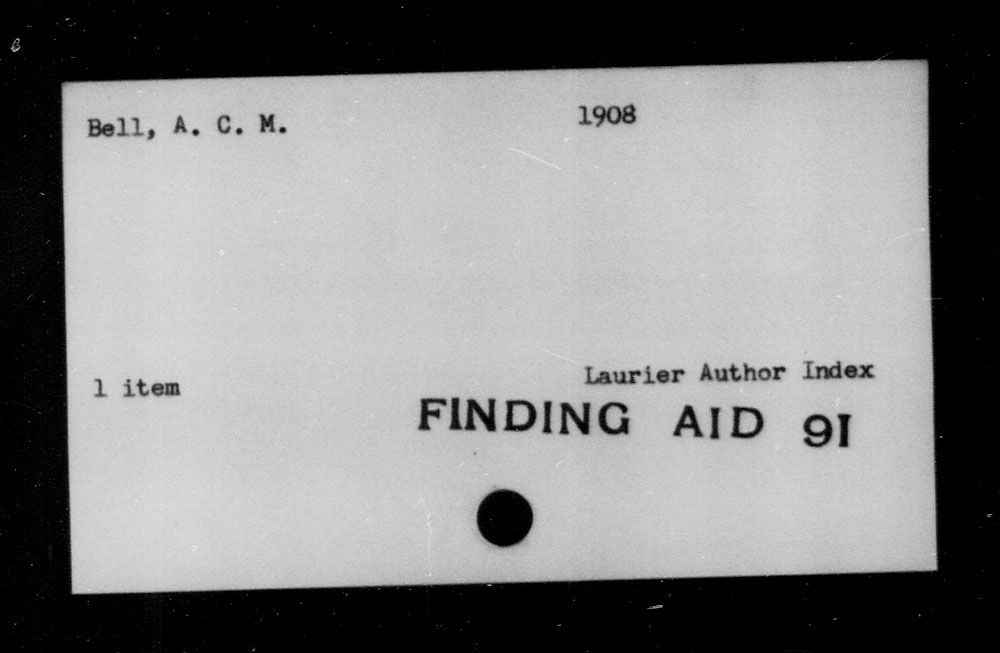 Bell, A. C. M. 1908
1 item
Laurier Author Index
FINDING AID 91